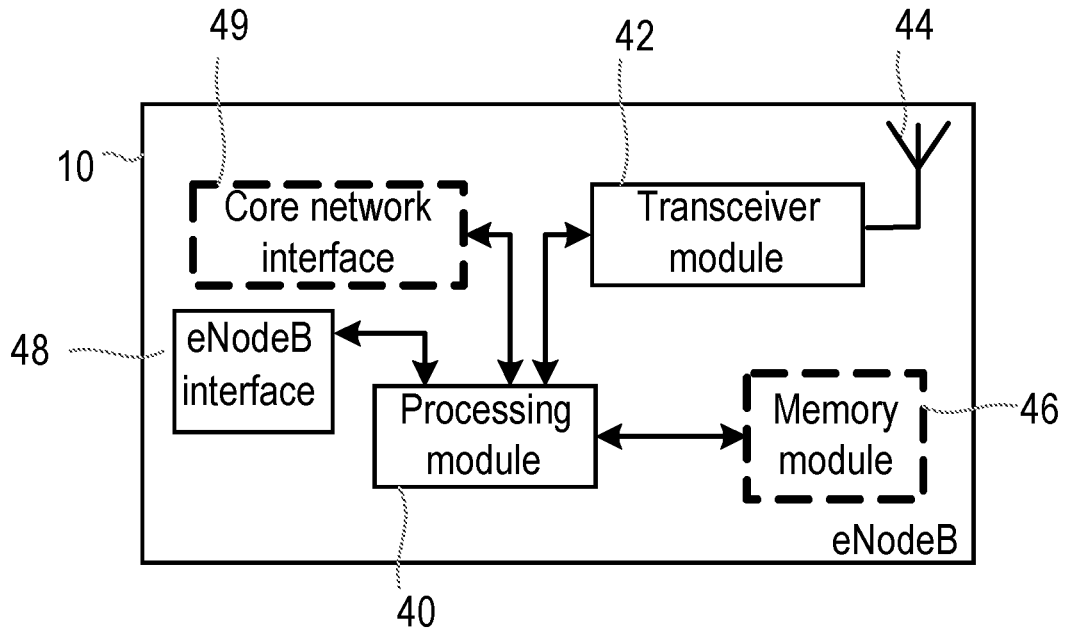 49
42
44
10
Core network
interface
Transceiver
module
48
eNodeB
interface
Processing
module
Memory
module
46
eNodeB
40